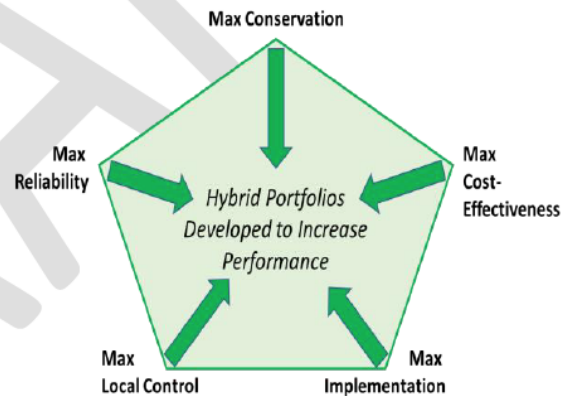 Max Conservation
Max
Reliability
Max
Cost-
Effectiveness
Hybrid Portfolios
Developed to Increase
Performance
Max
Local Control
Max
Implementation